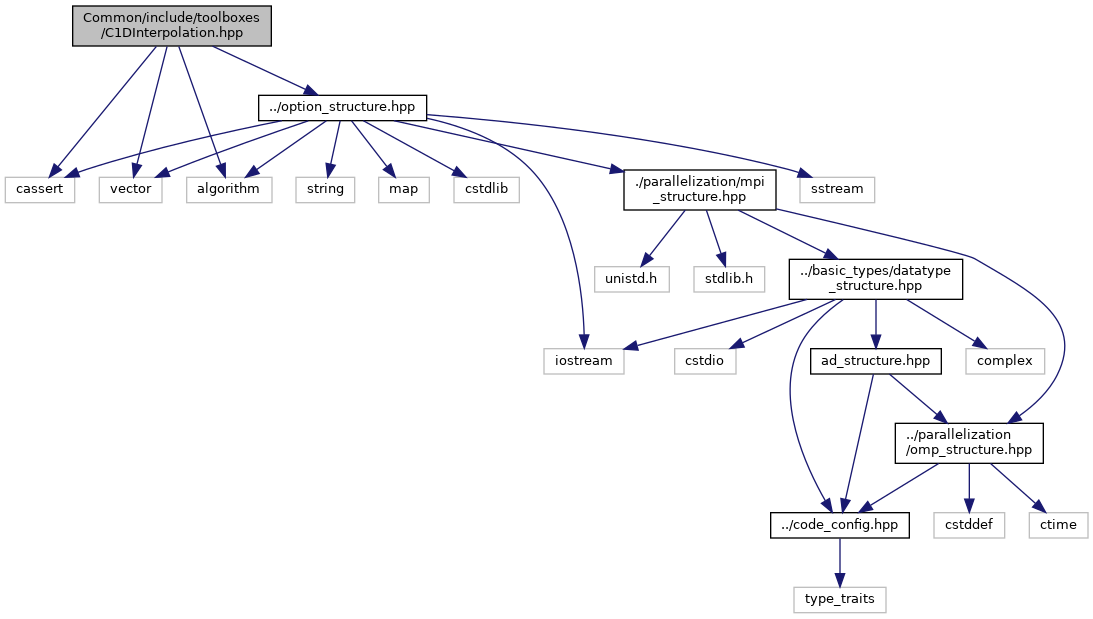 Common/include/toolboxes
/C1DInterpolation.hpp
../option_structure.hpp
cassert
vector
algorithm
string
map
cstdlib
./parallelization/mpi
_structure.hpp
sstream
unistd.h
stdlib.h
../basic_types/datatype
_structure.hpp
iostream
cstdio
ad_structure.hpp
complex
../parallelization
/omp_structure.hpp
../code_config.hpp
cstddef
ctime
type_traits